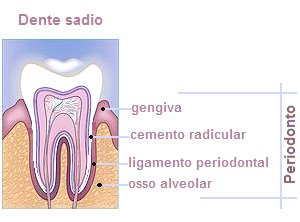 Dente sadio
gengiva
cemento radicular
ligamento periodontal
osso alveolar
Periodonto